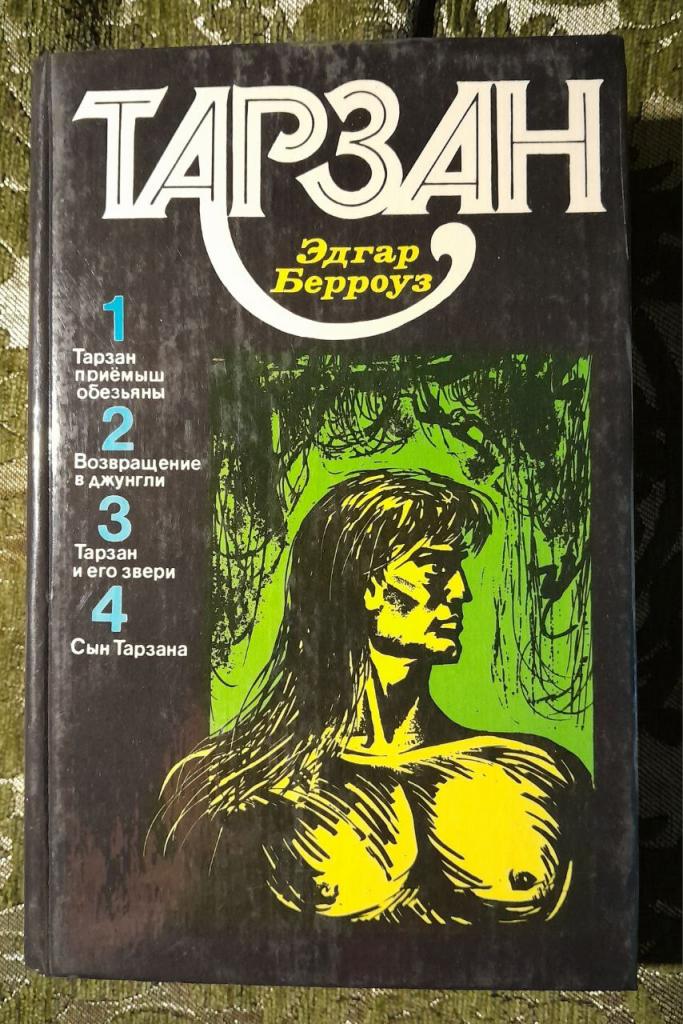 ТАРЗАН
Эдгар
Берроуз
1
Тарзан
приёмыш
обезьяны
2
Возвращение
в джунгли
3
Тарзан
и его звери
4
Сын Тарзана